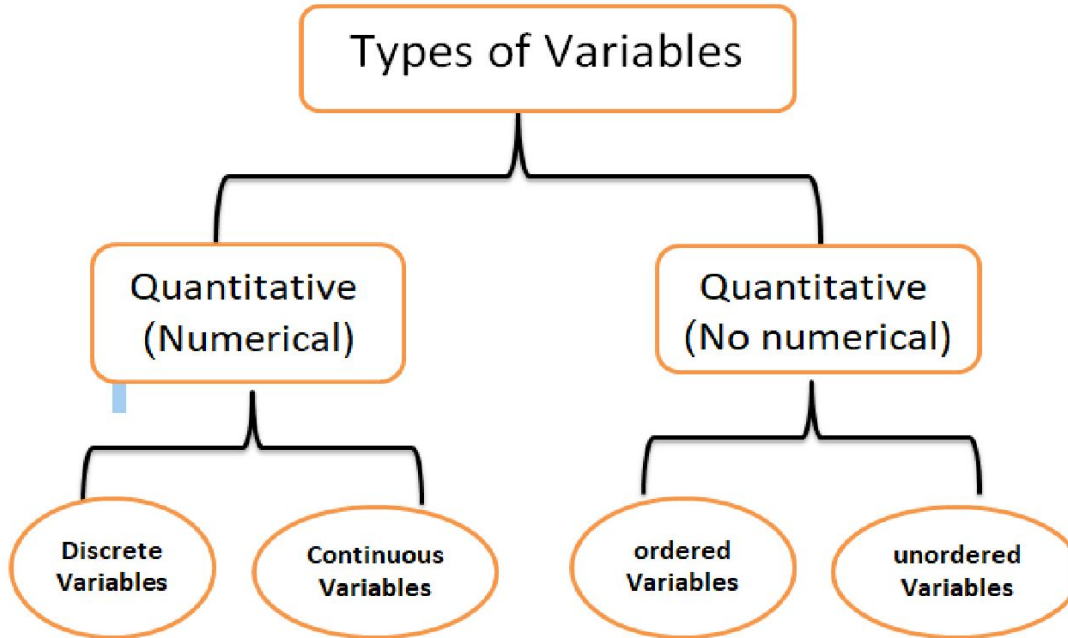 Types of Variables
Quantitative
(Numerical)
Quantitative
(No numerical)
Discrete
Variables
Continuous
Variables
ordered
Variables
unordered
Variables